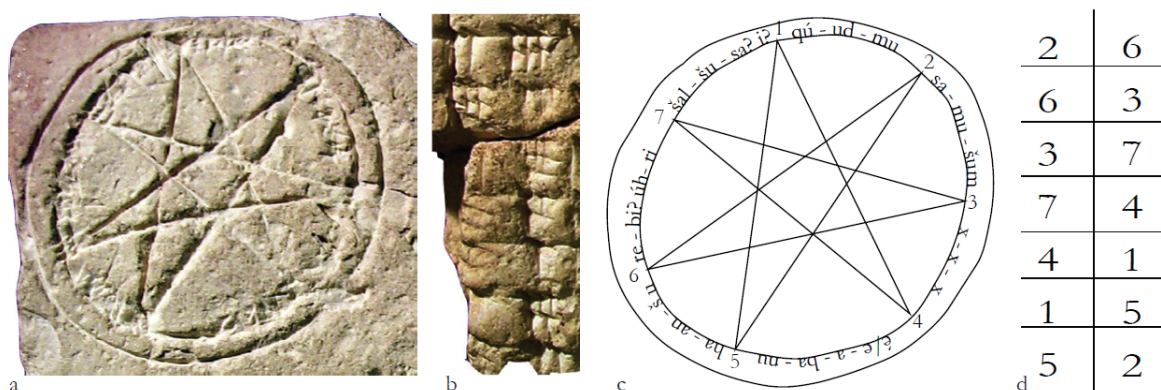 1
qú - ud - mu
2
sa - mu - šum
3
x - x - x
4
é/e - a - ba - nu
5
ha - an - šu
6
re - bi? úh - ri
7
šal - šu - sa? i?
2 6
6 3
3 7
7 4
4 1
1 5
5 2
a b c d